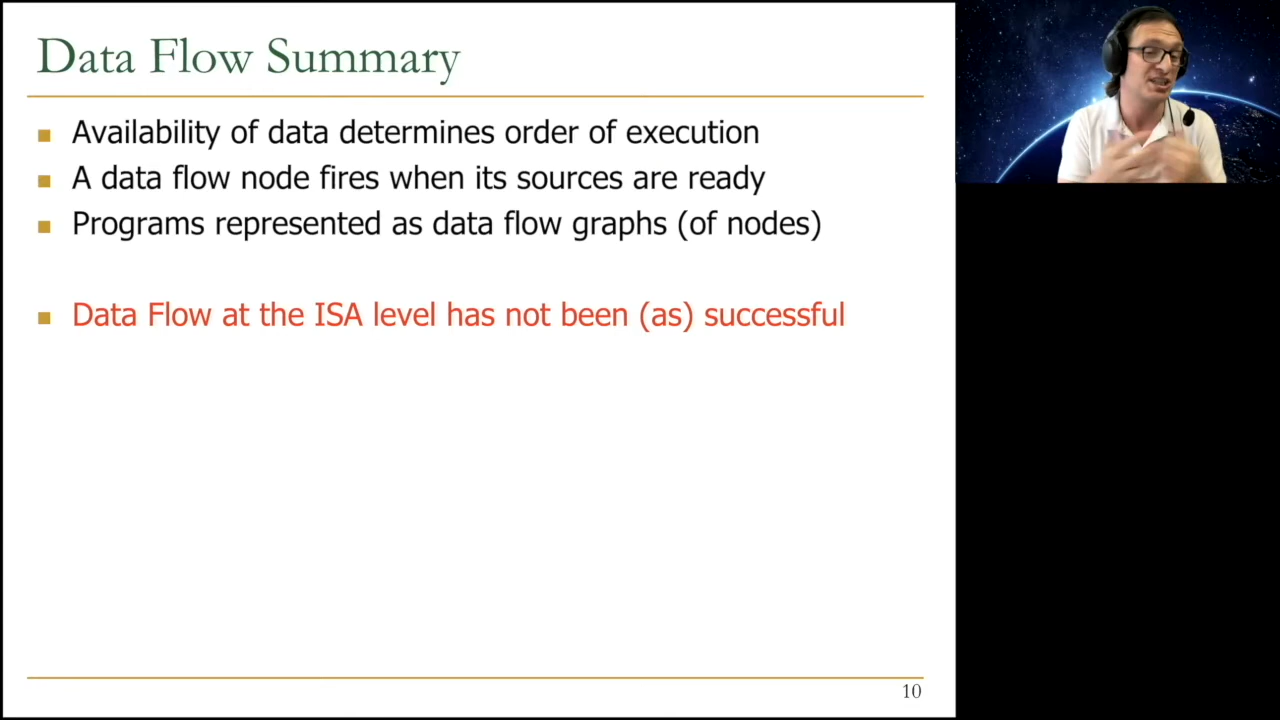 Data Flow Summary
Availability of data determines order of execution
A data flow node fires when its sources are ready
Programs represented as data flow graphs (of nodes)
Data Flow at the ISA level has not been (as) successful
10